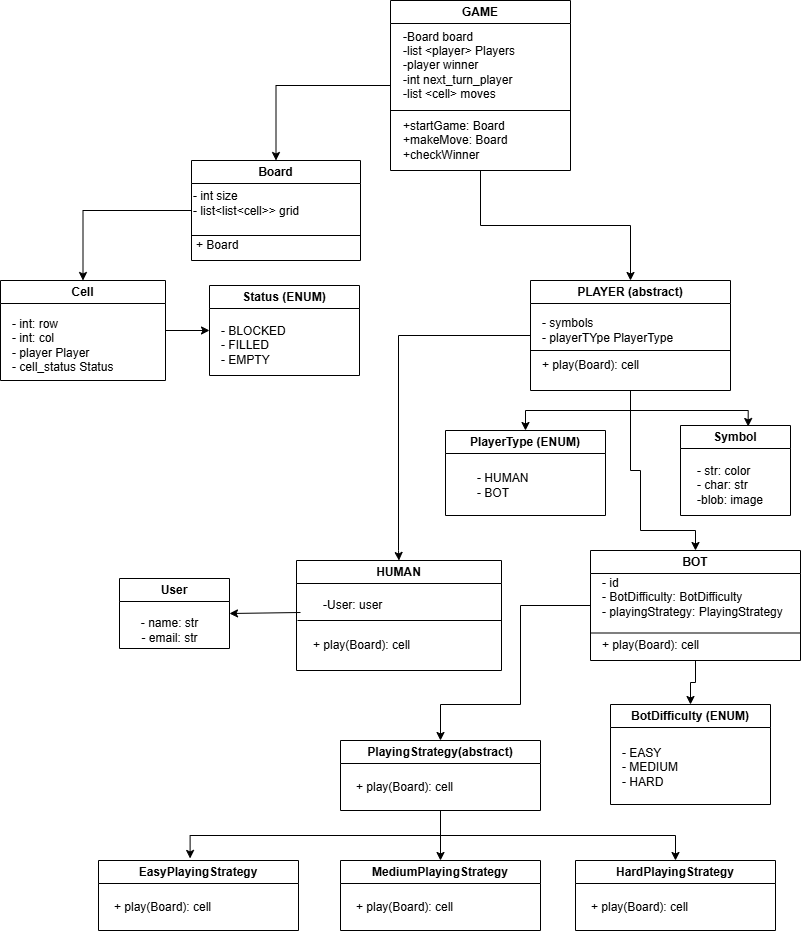 GAME
-Board board
-list <player> Players
-player winner
-int next_turn_player
-list <cell> moves
+startGame: Board
+makeMove: Board
+checkWinner
Board
- int size
- list<list<cell>> grid
+ Board
Cell
- int: row
- int: col
- player Player
- cell_status Status
Status (ENUM)
- BLOCKED
- FILLED
- EMPTY
PLAYER (abstract)
- symbols
- playerTYpe PlayerType
+ play(Board): cell
PlayerType (ENUM)
- HUMAN
- BOT
Symbol
- str: color
- char: str
-blob: image
User
- name: str
- email: str
HUMAN
-User: user
+ play(Board): cell
BOT
- id
- BotDifficulty: BotDifficulty
- playingStrategy: PlayingStrategy
+ play(Board): cell
BotDifficulty (ENUM)
- EASY
- MEDIUM
- HARD
PlayingStrategy(abstract)
+ play(Board): cell
EasyPlayingStrategy
+ play(Board): cell
MediumPlayingStrategy
+ play(Board): cell
HardPlayingStrategy
+ play(Board): cell